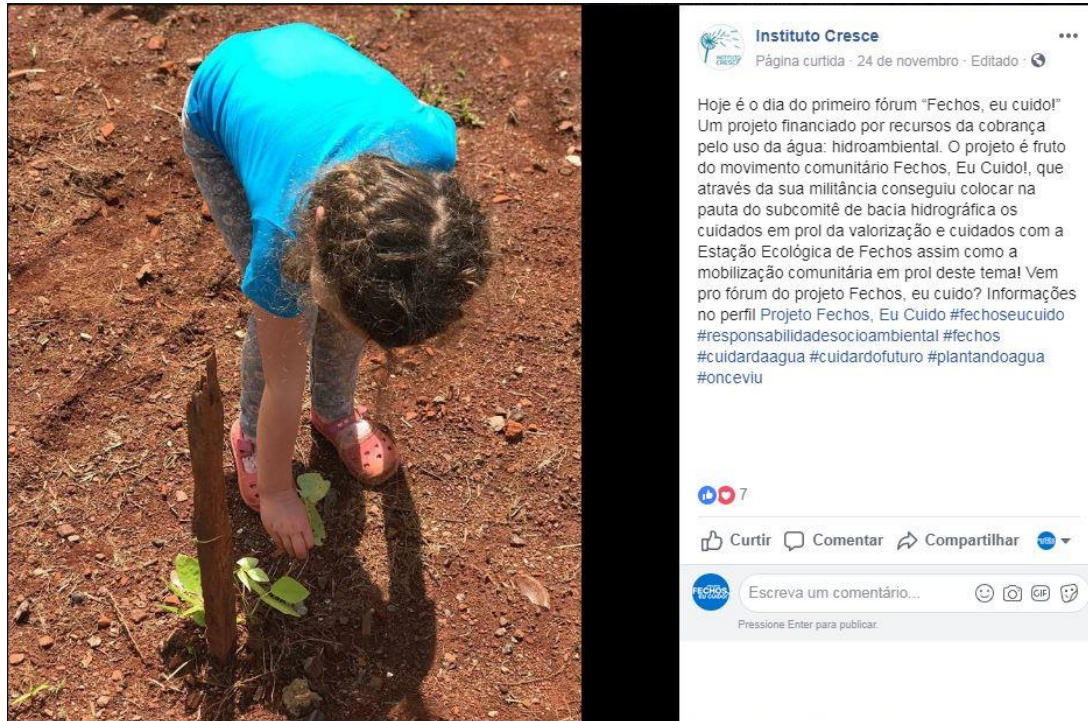 Instituto Cresce
Página curtida · 24 de novembro · Editado ·
Hoje é o dia do primeiro fórum “Fechos, eu cuido!”
Um projeto financiado por recursos da cobrança
pelo uso da água: hidroambiental. O projeto é fruto
do movimento comunitário Fechos, Eu Cuido!, que
através da sua militância conseguiu colocar na
pauta do subcomitê de bacia hidrográfica os
cuidados em prol da valorização e cuidados com a
Estação Ecológica de Fechos assim como a
mobilização comunitária em prol deste tema! Vem
pro fórum do projeto Fechos, eu cuido? Informações
no perfil Projeto Fechos, Eu Cuido #fechoseucuido
#responsabilidadesocioambiental #fechos
#cuidardaagua #cuidardofuturo #plantandoagua
#onceviu
7
Curtir Comentar Compartilhar
FECHOS,
EU CUIDO!
Escreva um comentário... GIF
Pressione Enter para publicar.